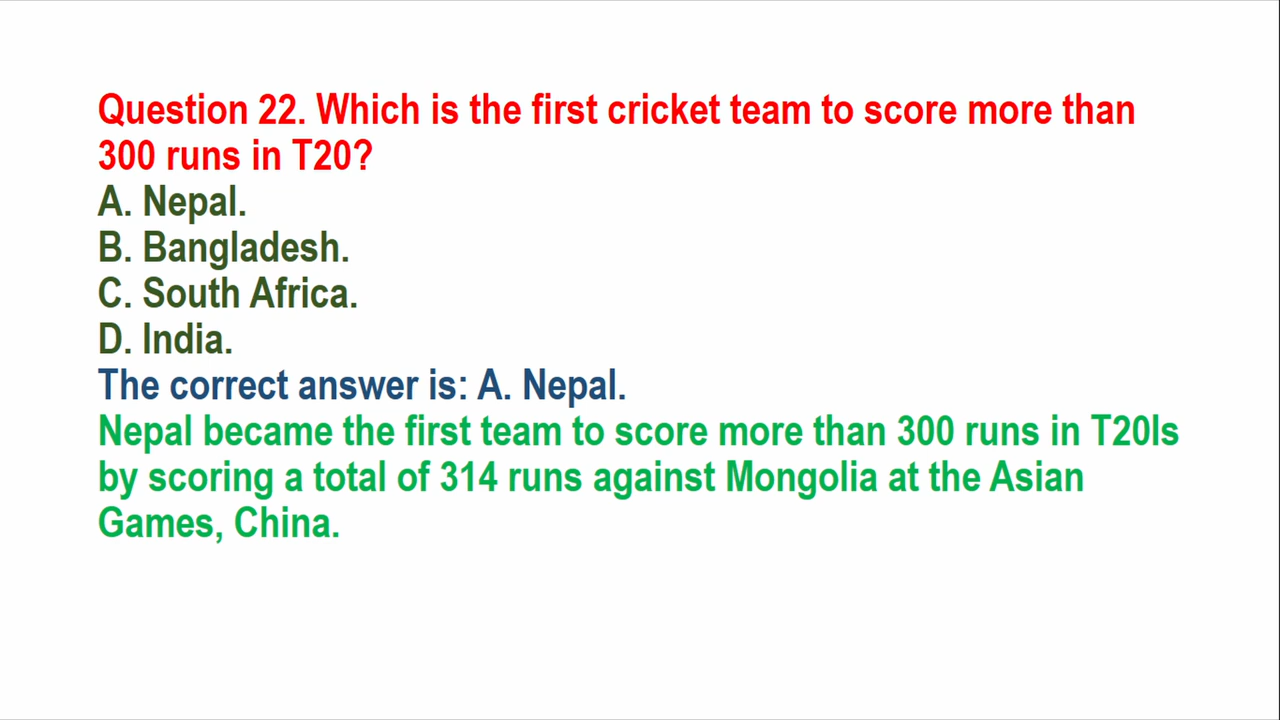 Question 22. Which is the first cricket team to score more than
300 runs in T20?
A. Nepal.
B. Bangladesh.
C. South Africa.
D. India.
The correct answer is: A. Nepal.
Nepal became the first team to score more than 300 runs in T20Is
by scoring a total of 314 runs against Mongolia at the Asian
Games, China.